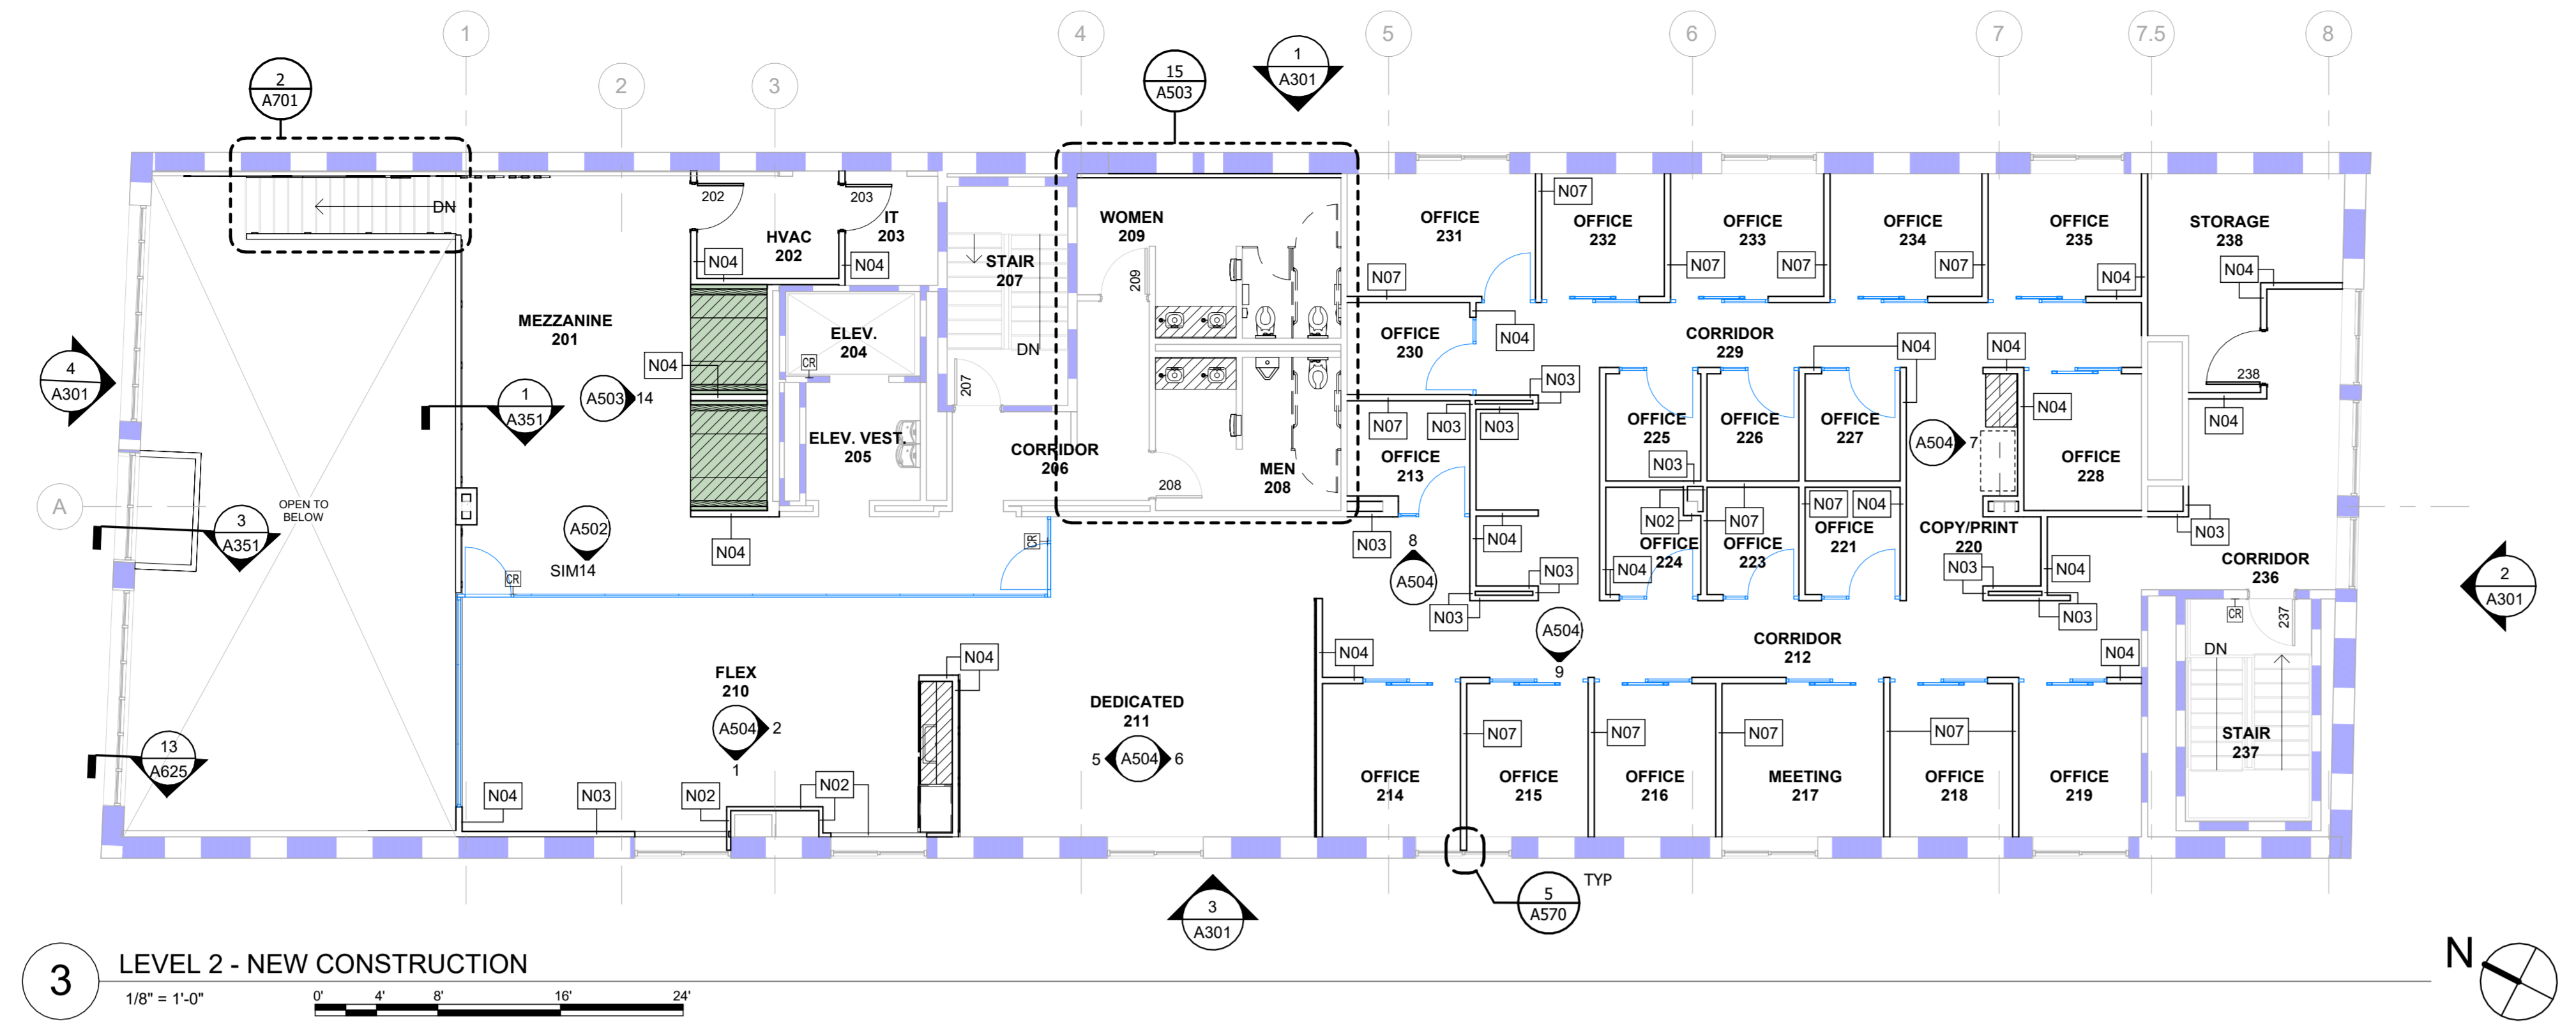 1
2
3
4
5
6
7
7.5
8
2
A701
15
A503
1
A301
DN
202
203
IT
203
HVAC
202
N04
N04
STAIR
207
DN
207
WOMEN
209
209
OFFICE
231
N07
OFFICE
232
OFFICE
233
N07
N07
OFFICE
234
N07
OFFICE
235
N04
STORAGE
238
N04
N07
MEZZANINE
201
ELEV.
204
CR
N04
OFFICE
230
N04
CORRIDOR
229
N04
N04
238
4
A301
1
A351
A503
14
ELEV. VEST.
205
CORRIDOR
206
MEN
208
208
N03
N07
N03
N03
OFFICE
213
OFFICE
225
OFFICE
226
OFFICE
227
N03
A504
7
N04
N04
OFFICE
228
A
OPEN TO
BELOW
3
A351
A502
SIM14
N04
CR
CR
N03
N04
8
A504
N03
N03
N02
N07
N07
N04
OFFICE
224
OFFICE
223
OFFICE
221
N04
COPY/PRINT
220
N03
N04
N03
N03
CORRIDOR
236
CR
237
2
A301
A504
9
CORRIDOR
212
N04
N04
DN
FLEX
210
A504
2
1
N04
DEDICATED
211
5
A504
6
N07
N07
N07
N07
STAIR
237
13
A625
N04
N03
N02
N02
OFFICE
214
OFFICE
215
OFFICE
216
MEETING
217
OFFICE
218
OFFICE
219
5
A570
TYP
3
A301
3
LEVEL 2 - NEW CONSTRUCTION
1/8" = 1'-0"
0'
4'
8'
16'
24'
N